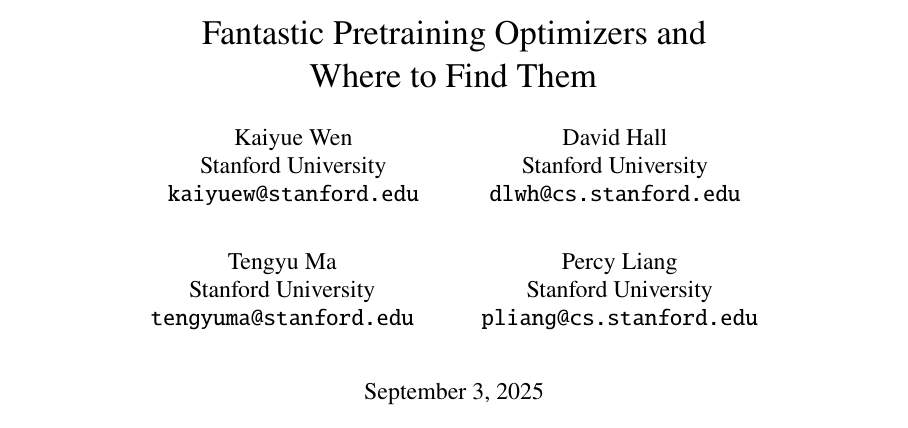 Fantastic Pretraining Optimizers and
Where to Find Them
Kaiyue Wen
Stanford University
kaiyuew@stanford.edu
David Hall
Stanford University
dlwh@cs.stanford.edu
Tengyu Ma
Stanford University
tengyuma@stanford.edu
Percy Liang
Stanford University
pliang@cs.stanford.edu
September 3, 2025